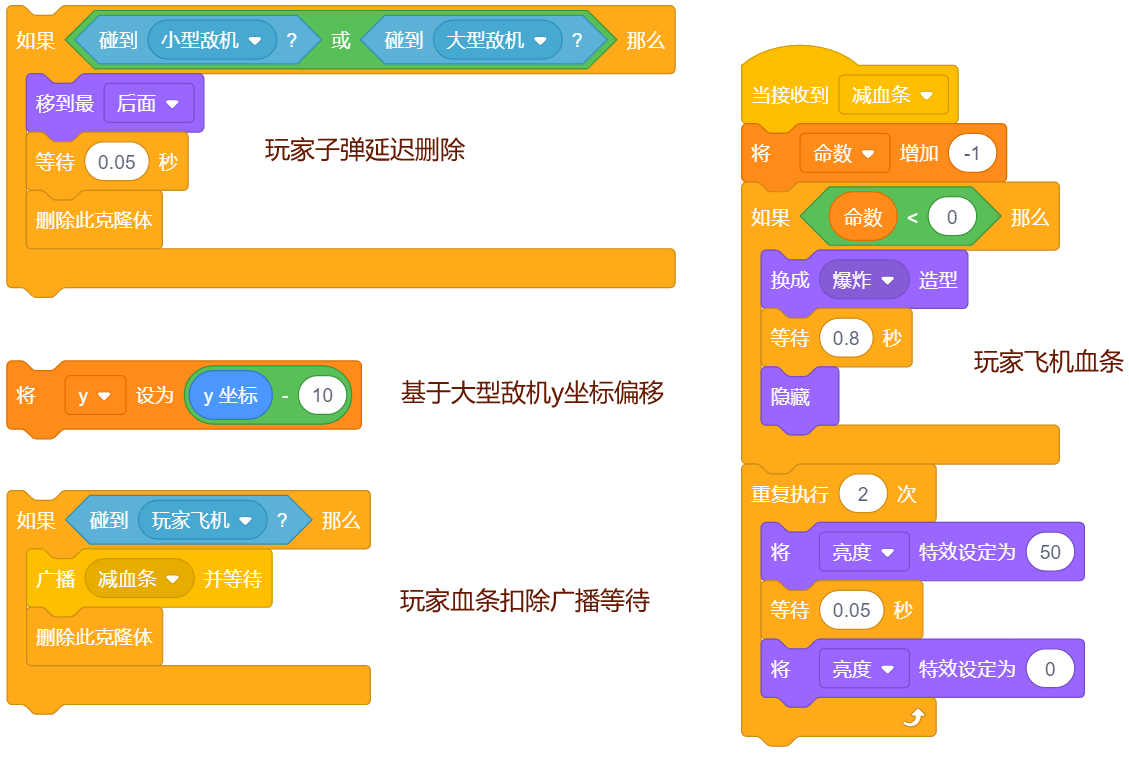 如果 碰到 小型敌机 ? 或 碰到 大型敌机 ? 那么
移到最 后面
等待 0.05 秒
删除此克隆体
玩家子弹延迟删除
将 y 设为 y 坐标 - 10
基于大型敌机y坐标偏移
如果 碰到 玩家飞机 ? 那么
广播 减血条 并等待
删除此克隆体
玩家血条扣除广播等待
当接收到 减血条
将 命数 增加 -1
如果 命数 < 0 那么
换成 爆炸 造型
等待 0.8 秒
隐藏
玩家飞机血条
重复执行 2 次
将 亮度 特效设定为 50
等待 0.05 秒
将 亮度 特效设定为 0